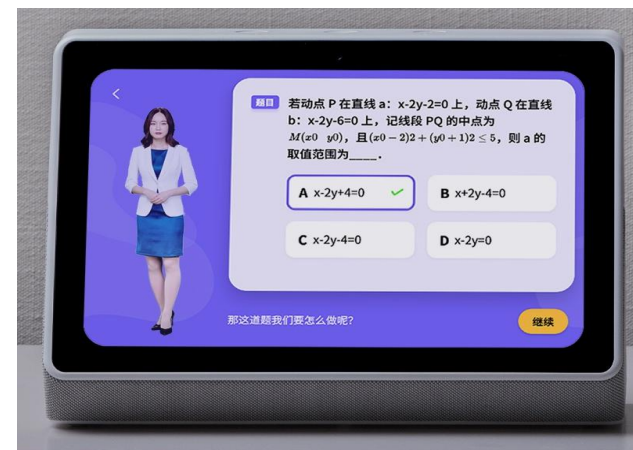 题目
若动点 P 在直线 a：x-2y-2=0 上，动点 Q 在直线
b：x-2y-6=0 上，记线段 PQ 的中点为
M(x0 y0)，且(x0 − 2)2 + (y0 + 1)2 ≤ 5，则 a 的
取值范围为____．
A x-2y+4=0
B x+2y-4=0
C x-2y-4=0
D x-2y=0
那这道题我们要怎么做呢?
继续